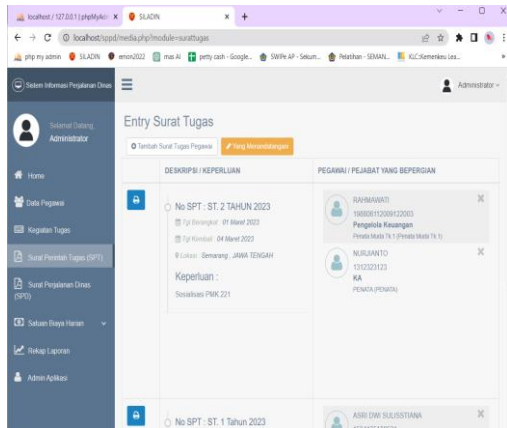 localhost / 127.0.0.1 | phpMyAdm
SILADIN
localhost/sppd/media.php?module=surattugas
php my admin
SILADIN
emon2022
mas Al
petty cash - Google...
SWIPe AP - Sekum...
Pelatihan - SEMAN...
KLC:Kemenkeu Lea...
Sistem Informasi Perjalanan Dinas
Administrator
Selamat Datang,
Administrator
Home
Data Pegawai
Kegiatan Tugas
Surat Perintah Tugas (SPT)
Surat Perjalanan Dinas
(SPD)
Satuan Biaya Harian
Rekap Laporan
Admin Aplikasi
Entry Surat Tugas
Tambah Surat Tugas Pegawai
Yang Menandatangani
DESKRIPSI / KEPERLUAN
PEGAWAI / PEJABAT YANG BEPERGIAN
No SPT : ST. 2 TAHUN 2023
Tgl Berangkat : 01 Maret 2023
Tgl Kembali : 04 Maret 2023
Lokasi : Semarang , JAWA TENGAH
Keperluan :
Sosialisasi PMK 221
RAHMAWATI
Pengelola Keuangan
Penata Muda Tk 1 (Penata Muda Tk 1)
NURJIANTO
1312323123
KA
PENATA (PENATA)
No SPT : ST. 1 Tahun 2023
ASRI DWI SULISSTIANA